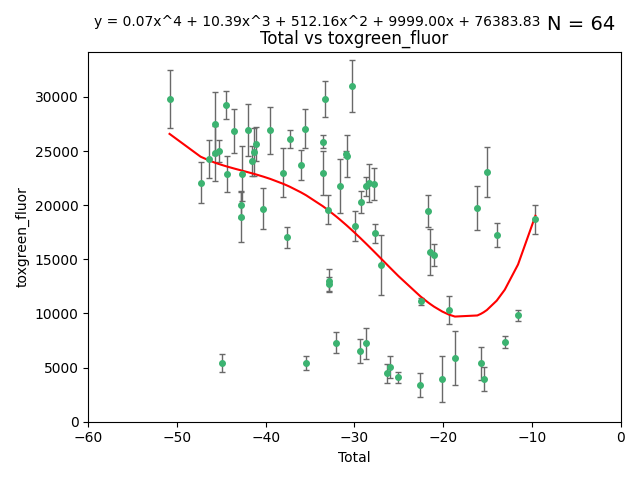 y = 0.07x^4 + 10.39x^3 + 512.16x^2 + 9999.00x + 76383.83 N = 64
Total vs toxgreen_fluor
30000
25000
20000
15000
10000
5000
0
toxgreen_fluor
−60 −50 −40 −30 −20 −10 0
Total